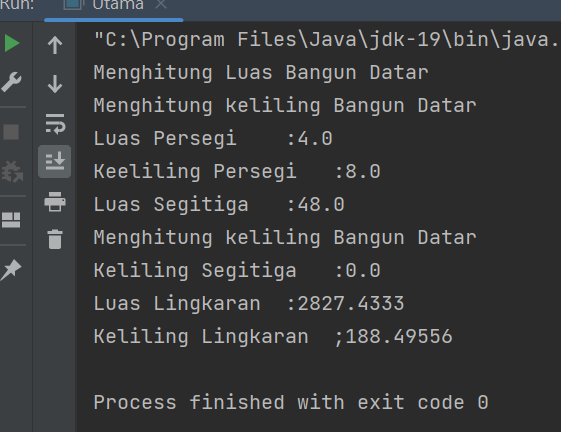 Run:
Utama
"C:\Program Files\Java\jdk-19\bin\java.
Menghitung Luas Bangun Datar
Menghitung keliling Bangun Datar
Luas Persegi    :4.0
Keeliling Persegi   :8.0
Luas Segitiga   :48.0
Menghitung keliling Bangun Datar
Keliling Segitiga   :0.0
Luas Lingkaran  :2827.4333
Keliling Lingkaran  ;188.49556
Process finished with exit code 0